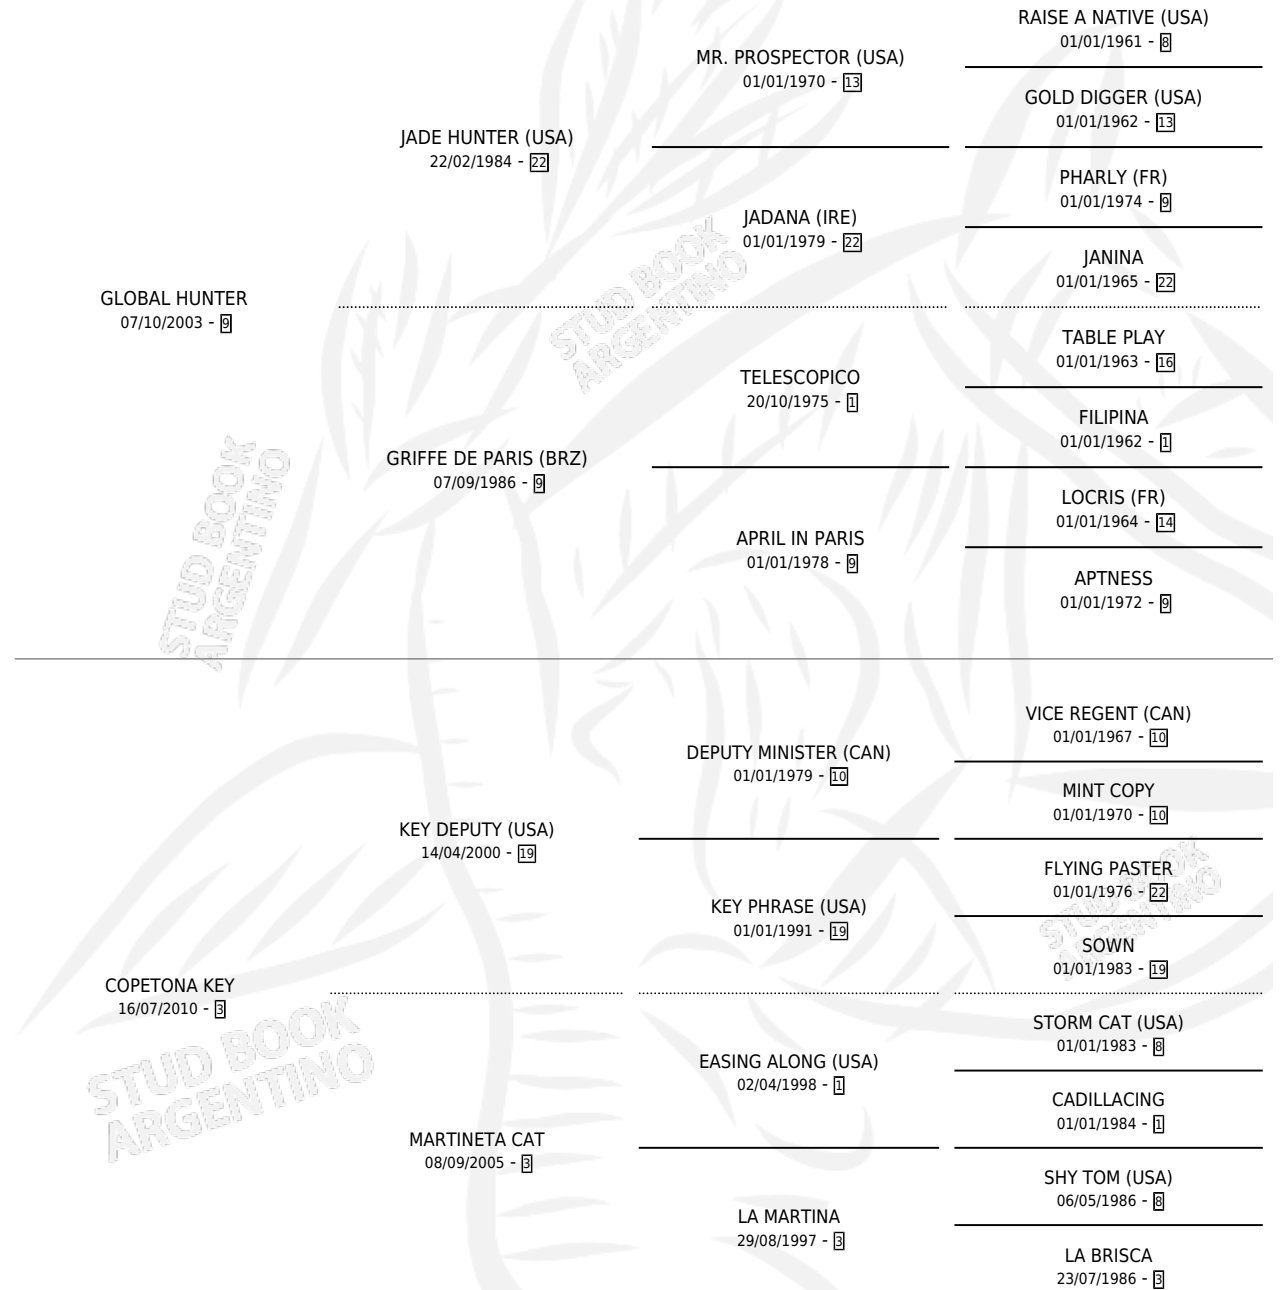 RAISE A NATIVE (USA)
01/01/1961 - 8
MR. PROSPECTOR (USA)
01/01/1970 - 13
GOLD DIGGER (USA)
01/01/1962 - 13
JADE HUNTER (USA)
22/02/1984 - 22
PHARLY (FR)
01/01/1974 - 9
JADANA (IRE)
01/01/1979 - 22
JANINA
01/01/1965 - 22
GLOBAL HUNTER
07/10/2003 - 9
STUD BOOK
ARGENTINO
TABLE PLAY
01/01/1963 - 16
TELESCOPICO
20/10/1975 - 1
FILIPINA
01/01/1962 - 1
GRIFFE DE PARIS (BRZ)
07/09/1986 - 9
LOCRIS (FR)
01/01/1964 - 14
APRIL IN PARIS
01/01/1978 - 9
APTNESS
01/01/1972 - 9
STUD BOOK
ARGENTINO
VICE REGENT (CAN)
01/01/1967 - 10
DEPUTY MINISTER (CAN)
01/01/1979 - 10
MINT COPY
01/01/1970 - 10
KEY DEPUTY (USA)
14/04/2000 - 19
FLYING PASTER
01/01/1976 - 22
KEY PHRASE (USA)
01/01/1991 - 19
SOWN
01/01/1983 - 19
STUD BOOK
ARGENTINO
COPETONA KEY
16/07/2010 - 3
STORM CAT (USA)
01/01/1983 - 8
EASING ALONG (USA)
02/04/1998 - 1
CADILLACING
01/01/1984 - 1
STUD BOOK
ARGENTINO
MARTINETA CAT
08/09/2005 - 3
SHY TOM (USA)
06/05/1986 - 8
LA MARTINA
29/08/1997 - 3
LA BRISCA
23/07/1986 - 3